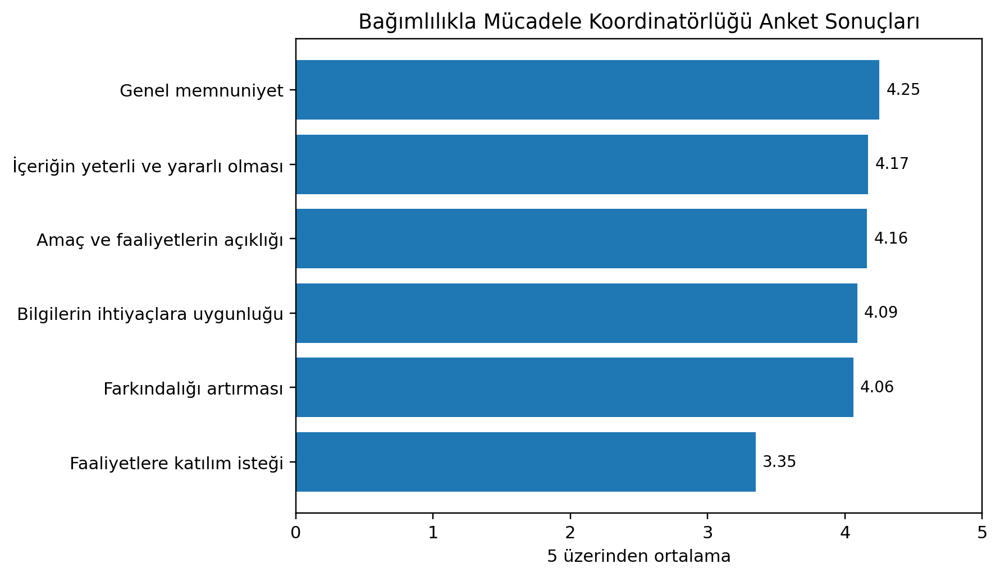 Bağımlılıkla Mücadele Koordinatörlüğü Anket Sonuçları
Genel memnuniyet
4.25
İçeriğin yeterli ve yararlı olması
4.17
Amaç ve faaliyetlerin açıklığı
4.16
Bilgilerin ihtiyaçlara uygunluğu
4.09
Farkındalığı artırması
4.06
Faaliyetlere katılım isteği
3.35
0 1 2 3 4 5
5 üzerinden ortalama